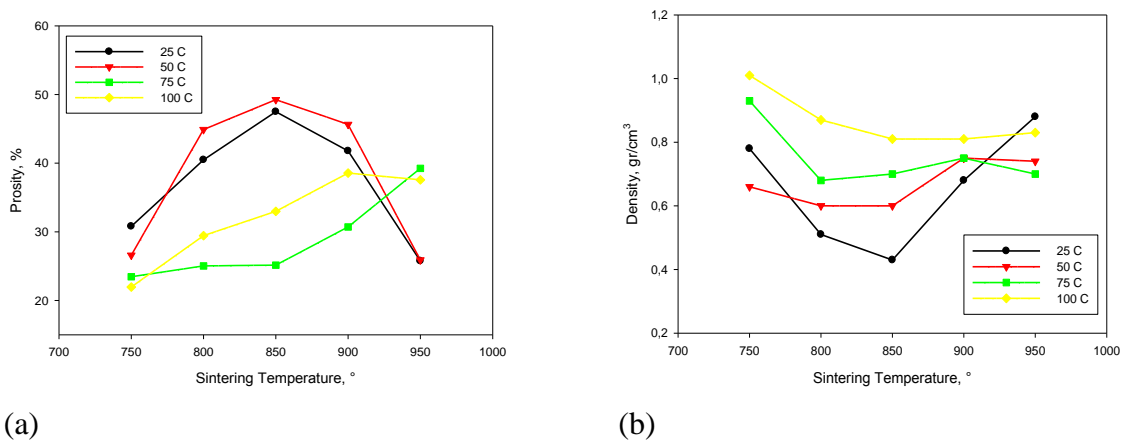 60
50
40
30
20
Prosity, %
25 C
50 C
75 C
100 C
700 750 800 850 900 950 1000
Sintering Temperature, °
(a)
1,2
1,0
0,8
0,6
0,4
0,2
Density, gr/cm³
25 C
50 C
75 C
100 C
700 750 800 850 900 950 1000
Sintering Temperature, °
(b)